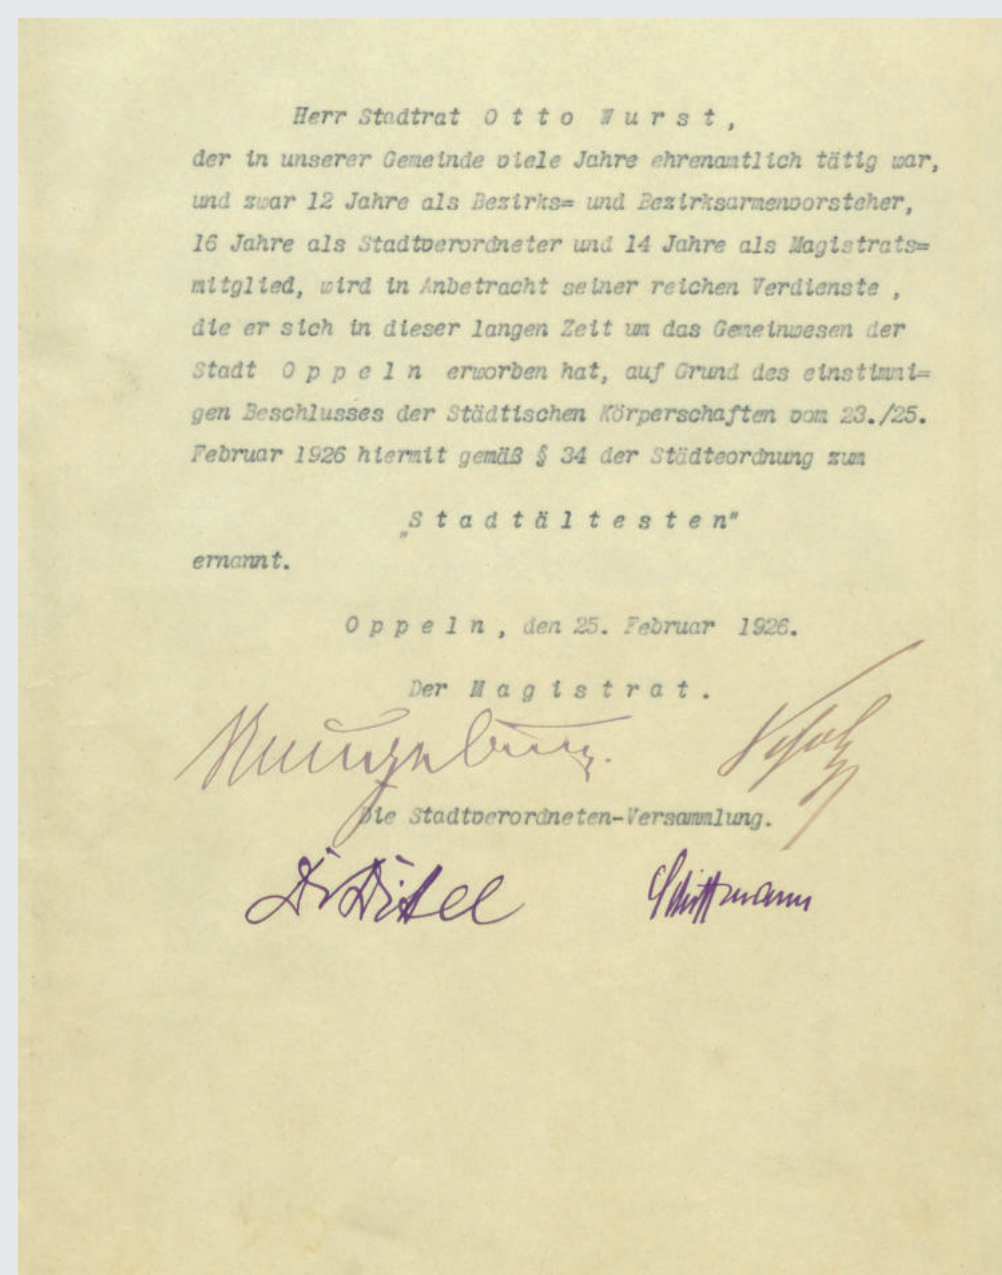 Herr Stadtrat O t t o W u r s t ,
der in unserer Gemeinde viele Jahre ehrenamtlich tätig war,
und zwar 12 Jahre als Bezirks= und Bezirksarmenvorsteher,
16 Jahre als Stadtverordneter und 14 Jahre als Magistrats=
mitglied, wird in Anbetracht seiner reichen Verdienste ,
die er sich in dieser langen Zeit um das Gemeinwesen der
Stadt O p p e l n erworben hat, auf Grund des einstimmi=
gen Beschlusses der Städtischen Körperschaften vom 23./25.
Februar 1926 hiermit gemäß § 34 der Städteordnung zum
„S t a d t ä l t e s t e n"
ernannt.
O p p e l n , den 25. Februar 1926.
Der M a g i s t r a t .
Scholz
Die Stadtverordneten-Versammlung.